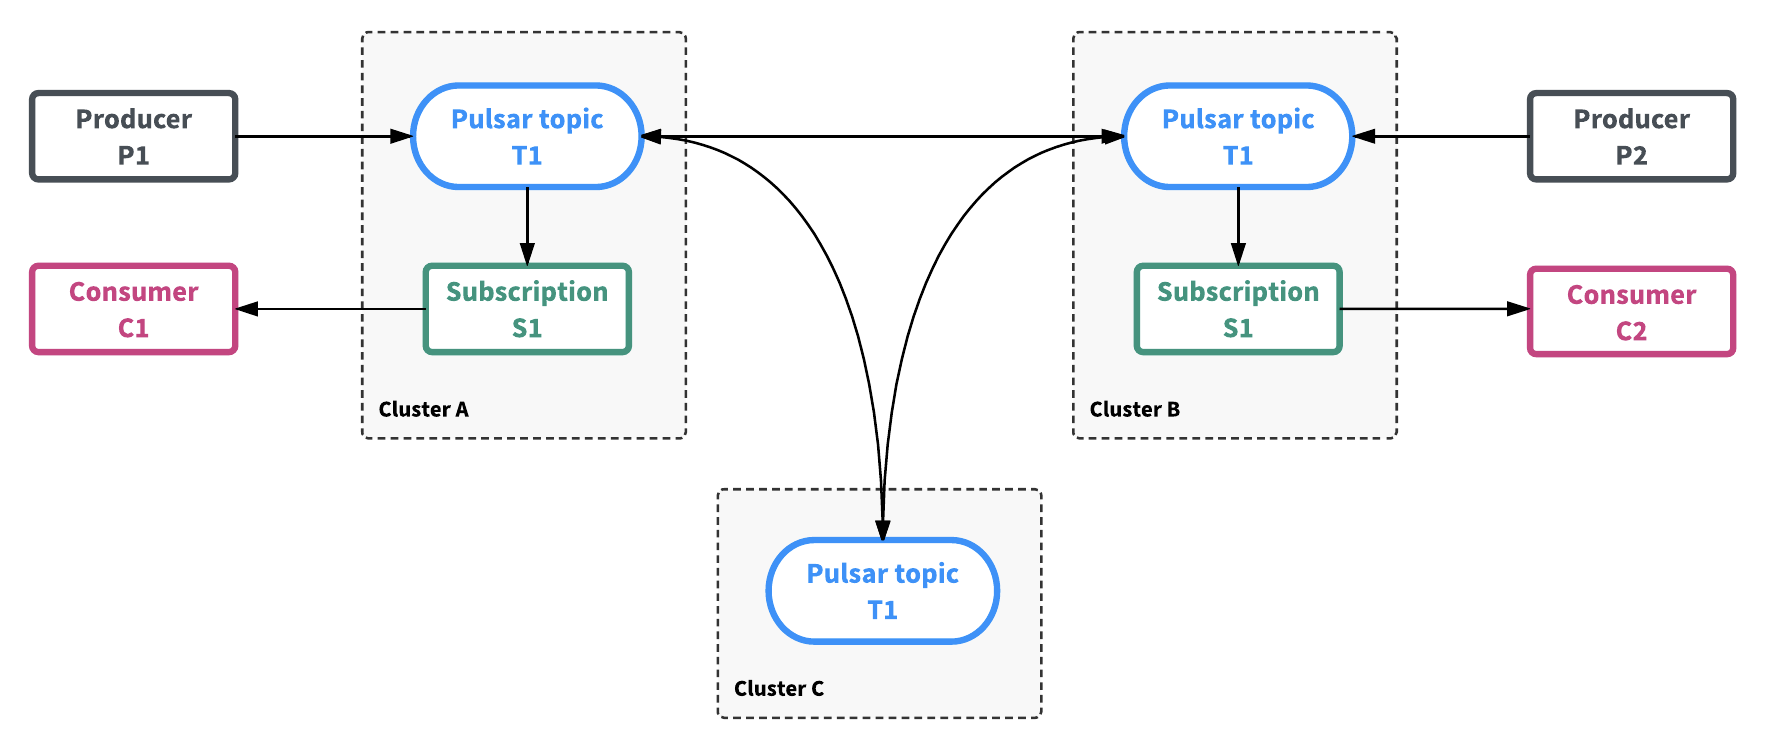 Producer
P1
Pulsar topic
T1
Pulsar topic
T1
Producer
P2
Consumer
C1
Subscription
S1
Subscription
S1
Consumer
C2
Cluster A
Cluster B
Pulsar topic
T1
Cluster C